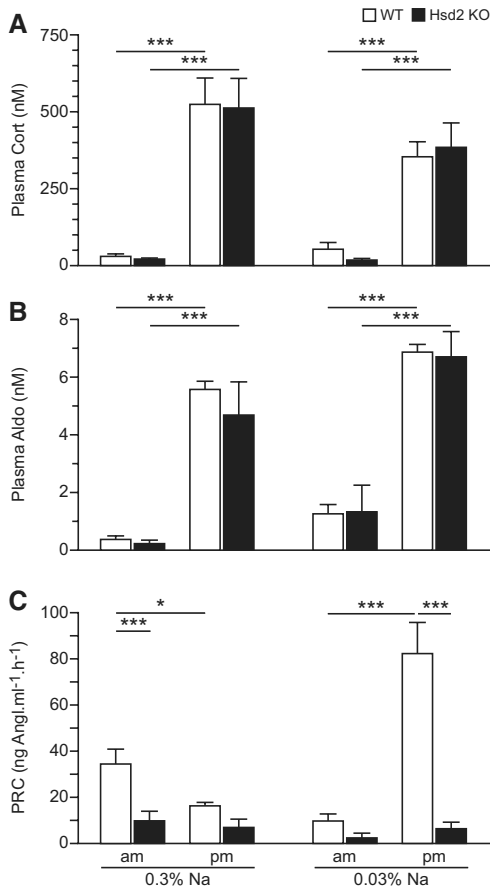 WT Hsd2 KO
A
*** ***
*** ***
Plasma Cort (nM)
750
500
250
0
B
*** ***
*** ***
Plasma Aldo (nM)
8
6
4
2
0
C
* *** ***
***
PRC (ng AngI.ml⁻¹.h⁻¹)
100
80
60
40
20
0
am pm am pm
0.3% Na 0.03% Na